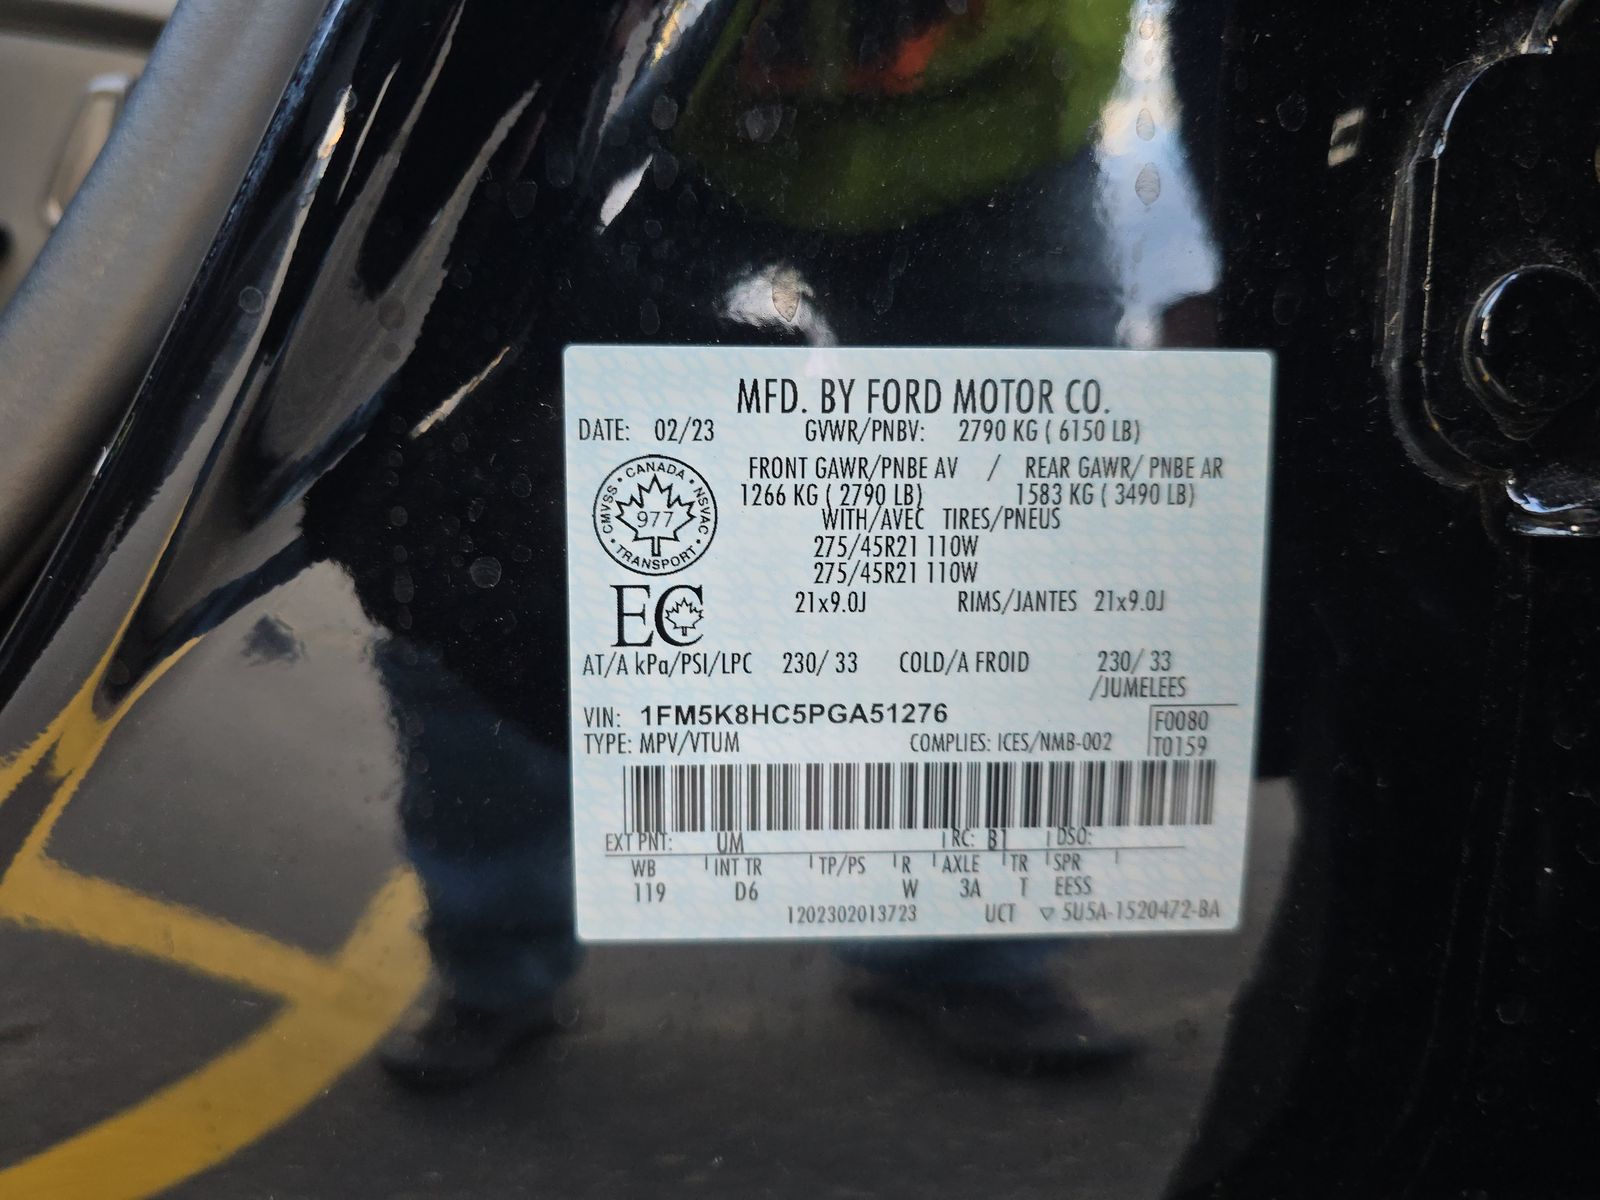 MFD. BY FORD MOTOR CO.
DATE: 02/23 GVWR/PNBV: 2790 KG ( 6150 LB)
FRONT GAWR/PNBE AV / REAR GAWR/ PNBE AR
1266 KG ( 2790 LB) 1583 KG ( 3490 LB)
WITH/AVEC TIRES/PNEUS
275/45R21 110W
275/45R21 110W
21x9.0J RIMS/JANTES 21x9.0J
CMVSS • CANADA • NSVAC • TRANSPORT •
977
EC
AT/A kPa/PSI/LPC 230/ 33 COLD/A FROID 230/ 33
/JUMELEES
VIN: 1FM5K8HC5PGA51276 F0080
TYPE: MPV/VTUM COMPLIES: ICES/NMB-002 T0159
EXT PNT: UM RC: B1 DSO:
WB INT TR TP/PS R AXLE TR SPR
119 D6 W 3A T EESS
1202302013723 UCT ▽ 5U5A-1520472-BA